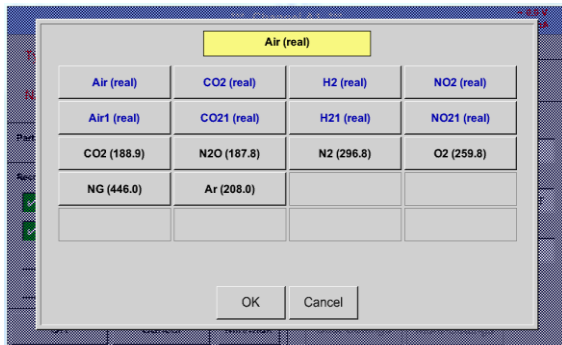 Air (real)
Air (real) CO2 (real) H2 (real) NO2 (real)
Air1 (real) CO21 (real) H21 (real) NO21 (real)
CO2 (188.9) N2O (187.8) N2 (296.8) O2 (259.8)
NG (446.0) Ar (208.0)
OK Cancel